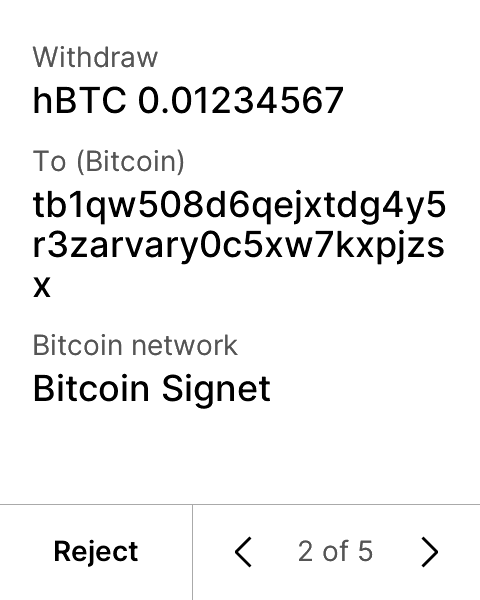 Withdraw
hBTC 0.01234567
To (Bitcoin)
tb1qw508d6qejxtdg4y5
r3zarvary0c5xw7kxpjzs
x
Bitcoin network
Bitcoin Signet
Reject
2 of 5